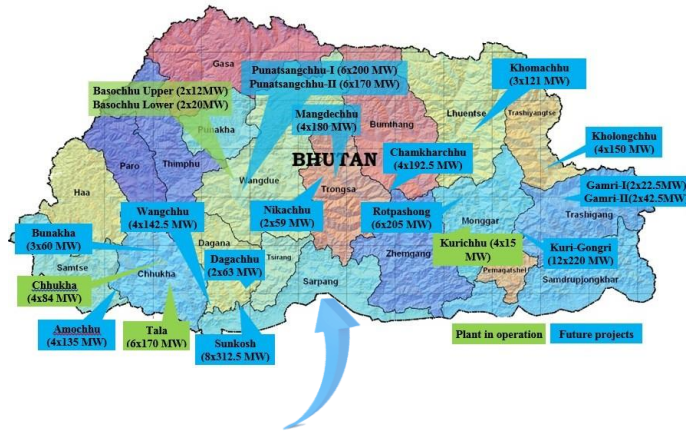 Gasa
Punatsangchhu-I (6x200 MW)
Punatsangchhu-II (6x170 MW)
Khomachhu
(3x121 MW)
Basochhu Upper (2x12MW)
Basochhu Lower (2x20MW)
Mangdechhu
(4x180 MW)
Lhuentse
Trashiyangtse
Punakha
Bumthang
Kholongchhu
(4x150 MW)
BHUTAN
Chamkharchhu
(4x192.5 MW)
Paro
Thimphu
Wangdue
Trongsa
Haa
Gamri-I(2x22.5MW)
Gamri-II(2x42.5MW)
Wangchhu
(4x142.5 MW)
Nikachhu
(2x59 MW)
Rotpashong
(6x205 MW)
Monggar
Trashigang
Bunakha
(3x60 MW)
Dagana
Kurichhu (4x15
MW)
Kuri-Gongri
(12x220 MW)
Samtse
Chhukha
Dagachhu
(2x63 MW)
Tsirang
Zhemgang
Pemagatshel
Chhukha
(4x84 MW)
Sarpang
Samdrupjongkhar
Amochhu
(4x135 MW)
Tala
(6x170 MW)
Sunkosh
(8x312.5 MW)
Plant in operation
Future projects